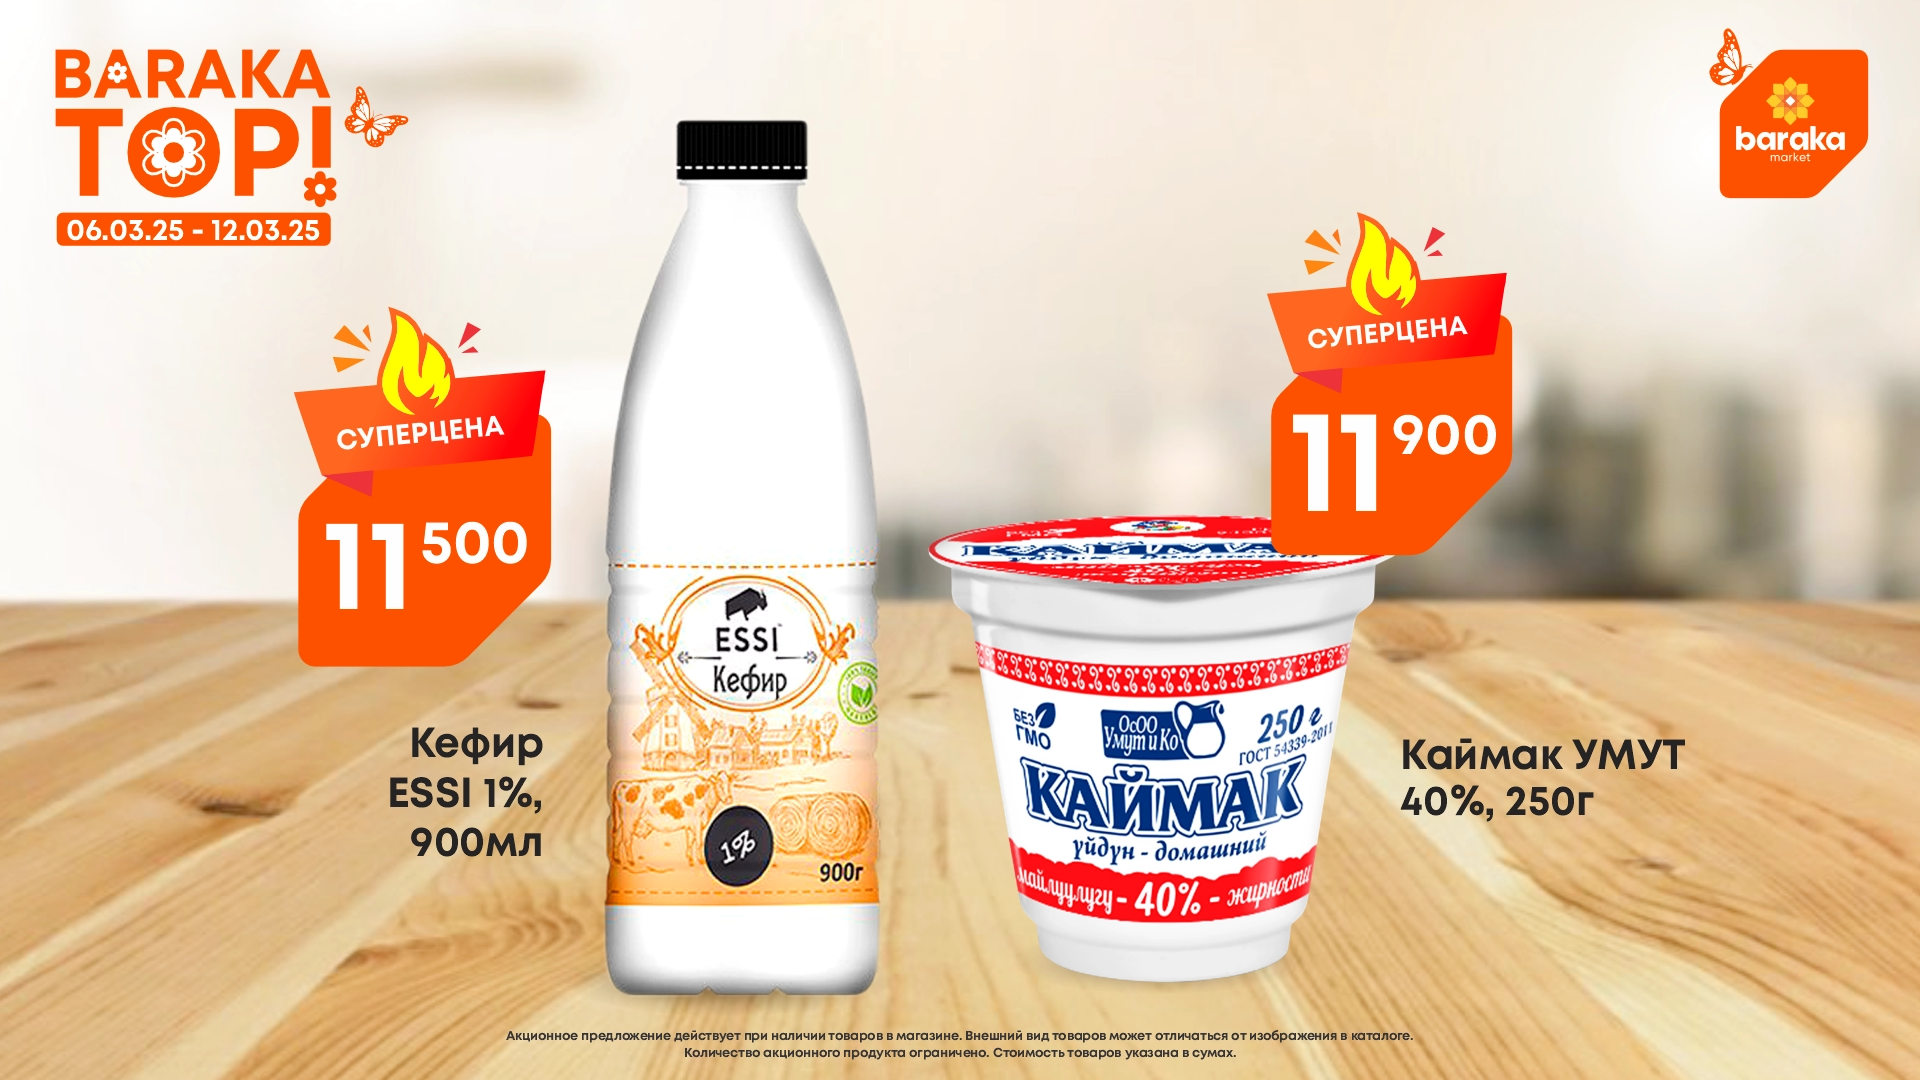 BARAKA
TOP!
06.03.25 - 12.03.25
baraka
market
СУПЕРЦЕНА
11 500
Кефир
ESSI 1%,
900мл
ESSI
Кефир
1%
900г
СУПЕРЦЕНА
11 900
КАЙМАК
БЕЗ
ГМО
ОсОО
Умут и Ко
250 г
ГОСТ 54339-2011
КАЙМАК
үйдүн - домашний
майлуулугу - 40% - жирности
Каймак УМУТ
40%, 250г
Акционное предложение действует при наличии товаров в магазине. Внешний вид товаров может отличаться от изображения в каталоге.
Количество акционного продукта ограничено. Стоимость товаров указана в сумах.